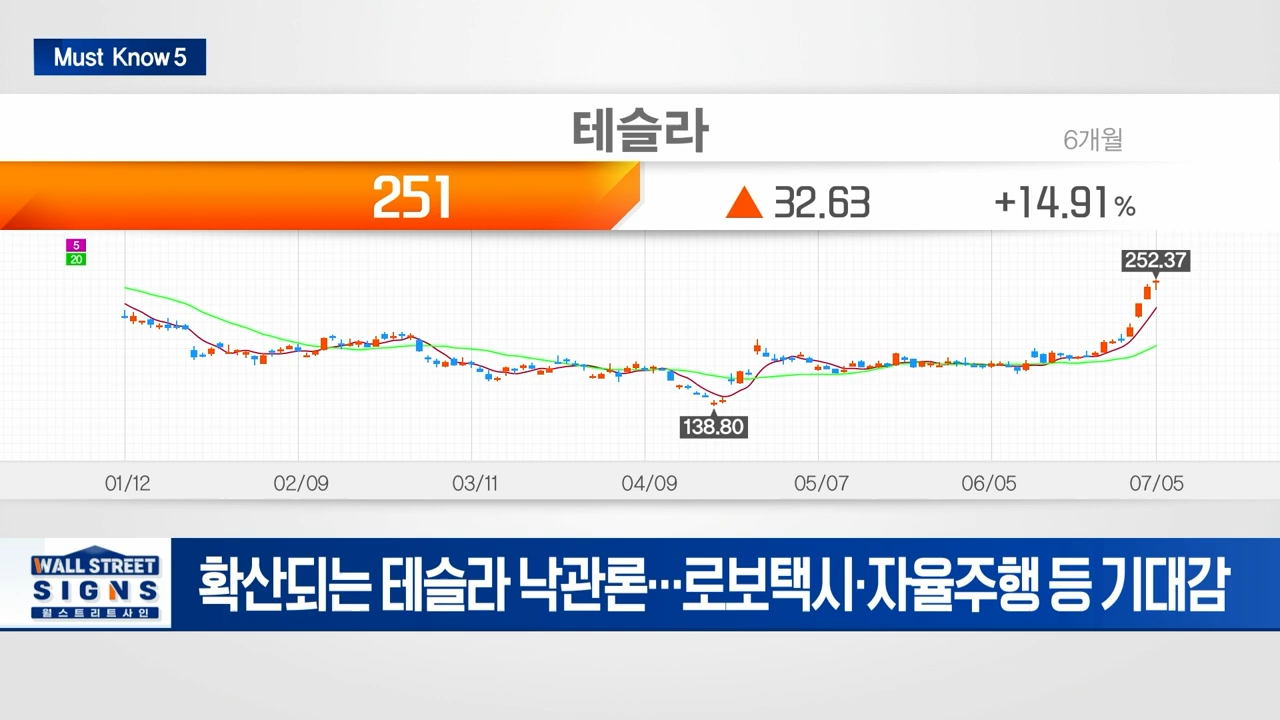 Must Know 5
테슬라
6개월
251
▲ 32.63
+14.91%
5
20
252.37
138.80
01/12 02/09 03/11 04/09 05/07 06/05 07/05
WALL STREET
SIGNS
월스트리트사인
확산되는 테슬라 낙관론…로보택시·자율주행 등 기대감